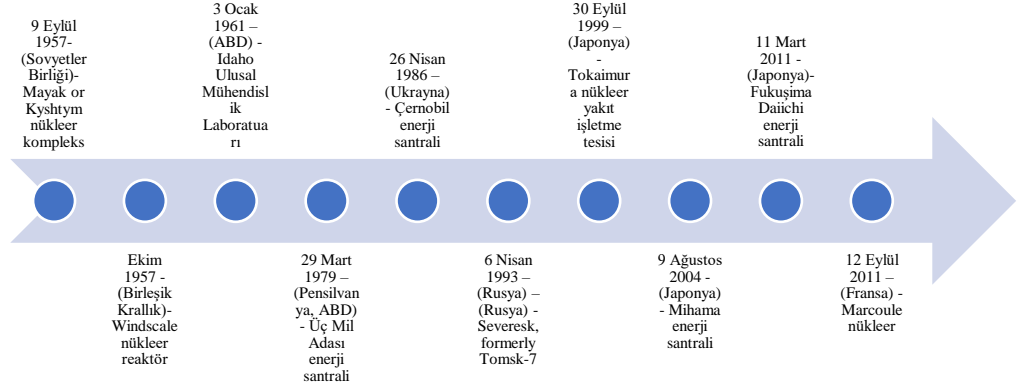 9 Eylül
1957-
(Sovyetler
Birliği)-
Mayak or
Kyshtym
nükleer
kompleks
Ekim
1957 -
(Birleşik
Krallık)-
Windscale
nükleer
reaktör
3 Ocak
1961 –
(ABD) -
Idaho
Ulusal
Mühendisl
ik
Laboratua
rı
29 Mart
1979 –
(Pensilvan
ya, ABD)
- Üç Mil
Adası
enerji
santrali
26 Nisan
1986 –
(Ukrayna)
- Çernobil
enerji
santrali
6 Nisan
1993 –
(Rusya) –
(Rusya) -
Severesk,
formerly
Tomsk-7
30 Eylül
1999 –
(Japonya)
-
Tokaimur
a nükleer
yakıt
işletme
tesisi
9 Ağustos
2004 -
(Japonya)
- Mihama
enerji
santrali
11 Mart
2011 -
(Japonya)-
Fukuşima
Daiichi
enerji
santrali
12 Eylül
2011 –
(Fransa) -
Marcoule
nükleer